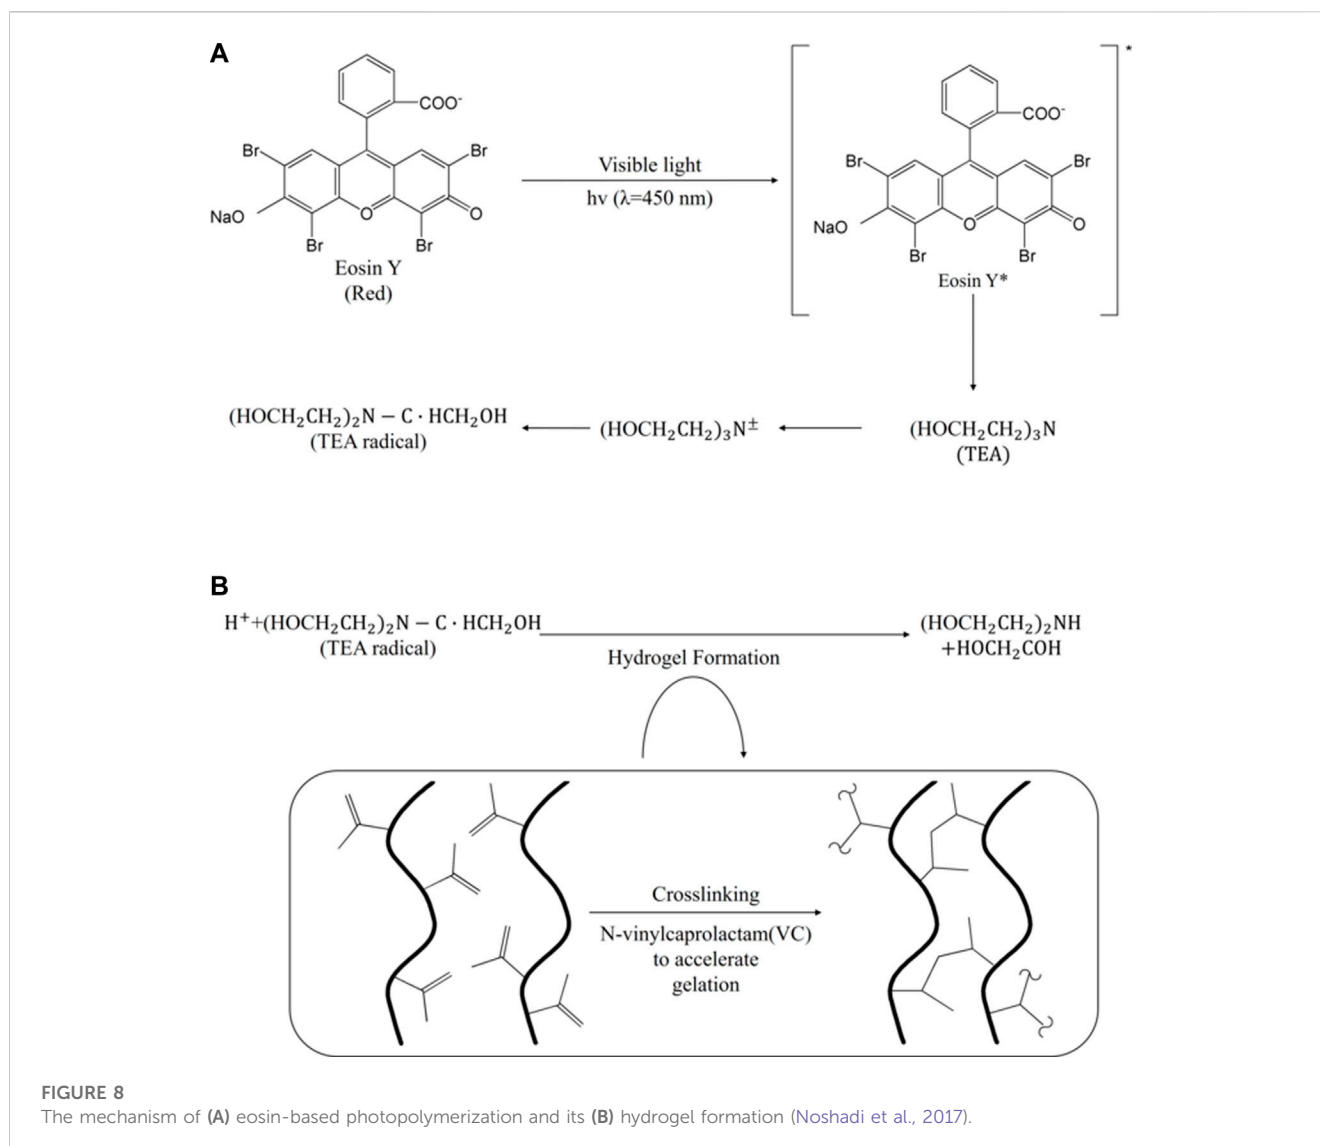 A
*
COO⁻
COO⁻
Br
Br
Br
Br
Visible light
hv (λ=450 nm)
NaO
O
O
NaO
O
O
Br
Br
Br
Br
Eosin Y
(Red)
Eosin Y*
(HOCH₂CH₂)₂N – C · HCH₂OH
(TEA radical)
(HOCH₂CH₂)₃N±
(HOCH₂CH₂)₃N
(TEA)
B
H⁺+(HOCH₂CH₂)₂N – C · HCH₂OH
(TEA radical)
Hydrogel Formation
(HOCH₂CH₂)₂NH
+HOCH₂COH
Crosslinking
N-vinylcaprolactam(VC)
to accelerate
gelation
FIGURE 8
The mechanism of (A) eosin-based photopolymerization and its (B) hydrogel formation (Noshadi et al., 2017).